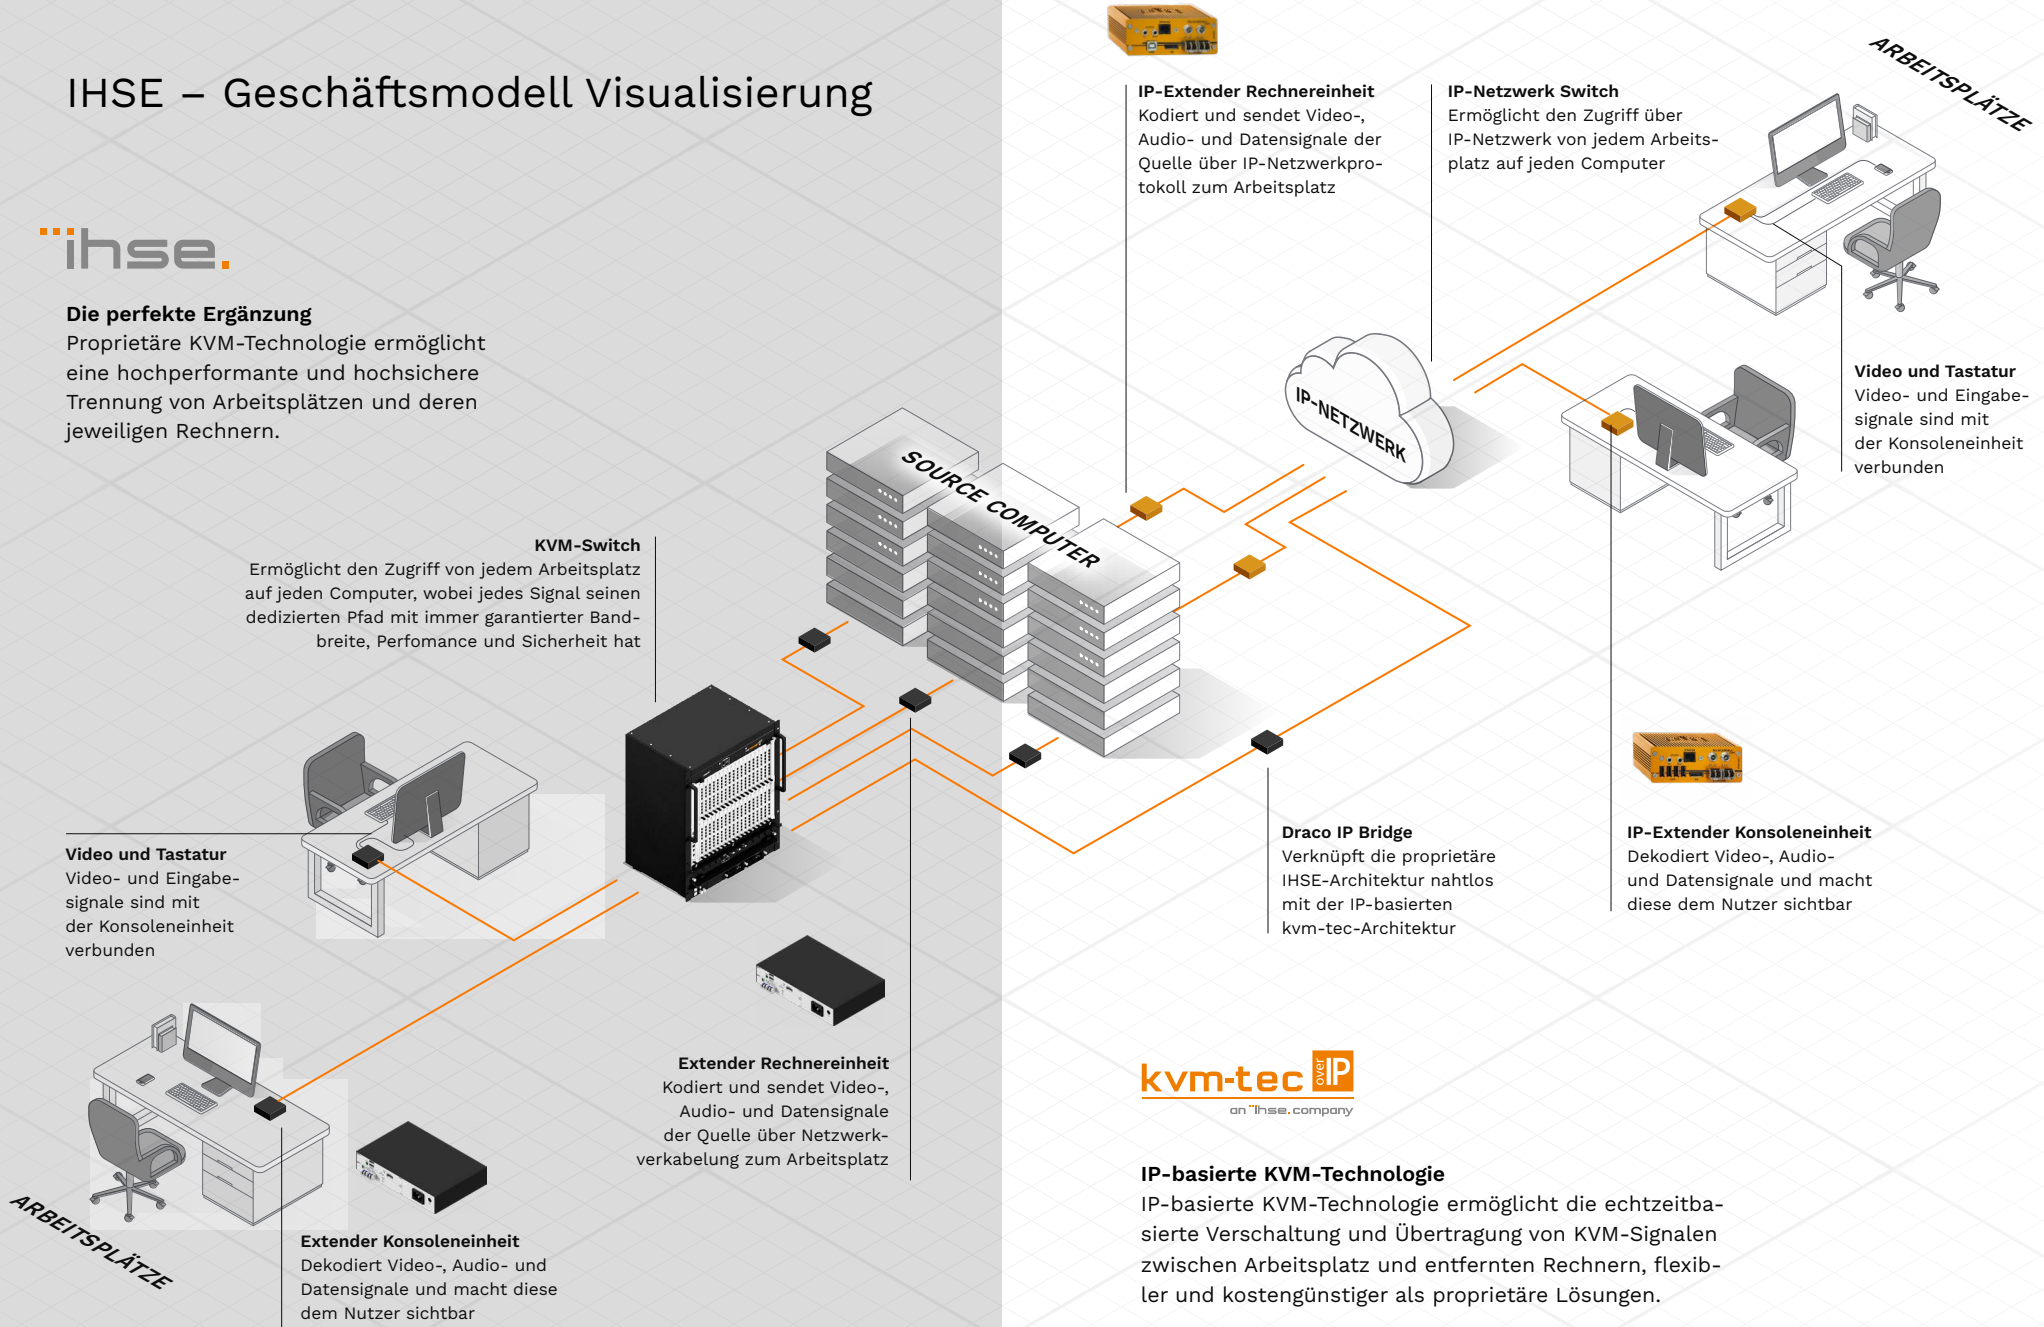 IHSE – Geschäftsmodell Visualisierung
ihse.
Die perfekte Ergänzung
Proprietäre KVM-Technologie ermöglicht
eine hochperformante und hochsichere
Trennung von Arbeitsplätzen und deren
jeweiligen Rechnern.
KVM-Switch
Ermöglicht den Zugriff von jedem Arbeitsplatz
auf jeden Computer, wobei jedes Signal seinen
dedizierten Pfad mit immer garantierter Band-
breite, Perfomance und Sicherheit hat
Video und Tastatur
Video- und Eingabe-
signale sind mit
der Konsoleneinheit
verbunden
Extender Rechnereinheit
Kodiert und sendet Video-,
Audio- und Datensignale
der Quelle über Netzwerk-
verkabelung zum Arbeitsplatz
ARBEITSPLÄTZE
Extender Konsoleneinheit
Dekodiert Video-, Audio- und
Datensignale und macht diese
dem Nutzer sichtbar
SOURCE COMPUTER
IP-Extender Rechnereinheit
Kodiert und sendet Video-,
Audio- und Datensignale der
Quelle über IP-Netzwerkpro-
tokoll zum Arbeitsplatz
IP-Netzwerk Switch
Ermöglicht den Zugriff über
IP-Netzwerk von jedem Arbeits-
platz auf jeden Computer
ARBEITSPLÄTZE
IP-NETZWERK
Video und Tastatur
Video- und Eingabe-
signale sind mit
der Konsoleneinheit
verbunden
Draco IP Bridge
Verknüpft die proprietäre
IHSE-Architektur nahtlos
mit der IP-basierten
kvm-tec-Architektur
IP-Extender Konsoleneinheit
Dekodiert Video-, Audio-
und Datensignale und macht
diese dem Nutzer sichtbar
kvm-tec over IP
an ihse. company
IP-basierte KVM-Technologie
IP-basierte KVM-Technologie ermöglicht die echtzeitba-
sierte Verschaltung und Übertragung von KVM-Signalen
zwischen Arbeitsplatz und entfernten Rechnern, flexib-
ler und kostengünstiger als proprietäre Lösungen.